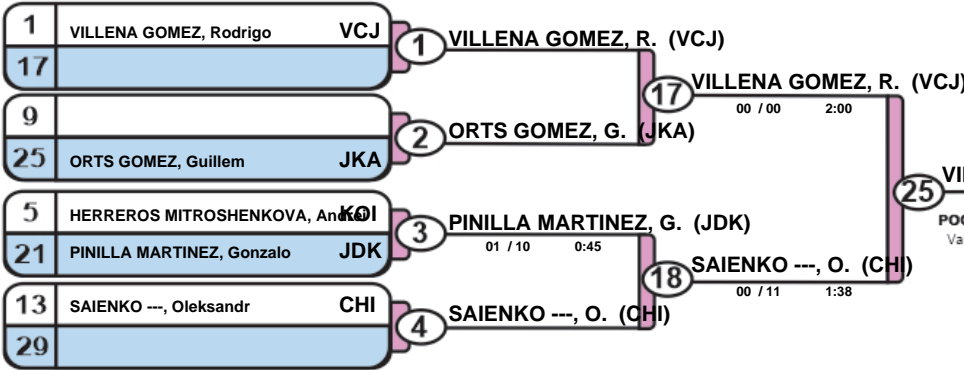 1 VILLENA GOMEZ, Rodrigo VCJ
17
1 VILLENA GOMEZ, R. (VCJ)
9
25 ORTS GOMEZ, Guillem JKA
2 ORTS GOMEZ, G. (JKA)
17 VILLENA GOMEZ, R. (VCJ)
00 / 00 2:00
5 HERREROS MITROSHENKOVA, KOI
21 PINILLA MARTINEZ, Gonzalo JDK
3 PINILLA MARTINEZ, G. (JDK)
01 / 10 0:45
13 SAIENKO ---, Oleksandr CHI
29
4 SAIENKO ---, O. (CHI)
18 SAIENKO ---, O. (CHI)
00 / 11 1:38
25